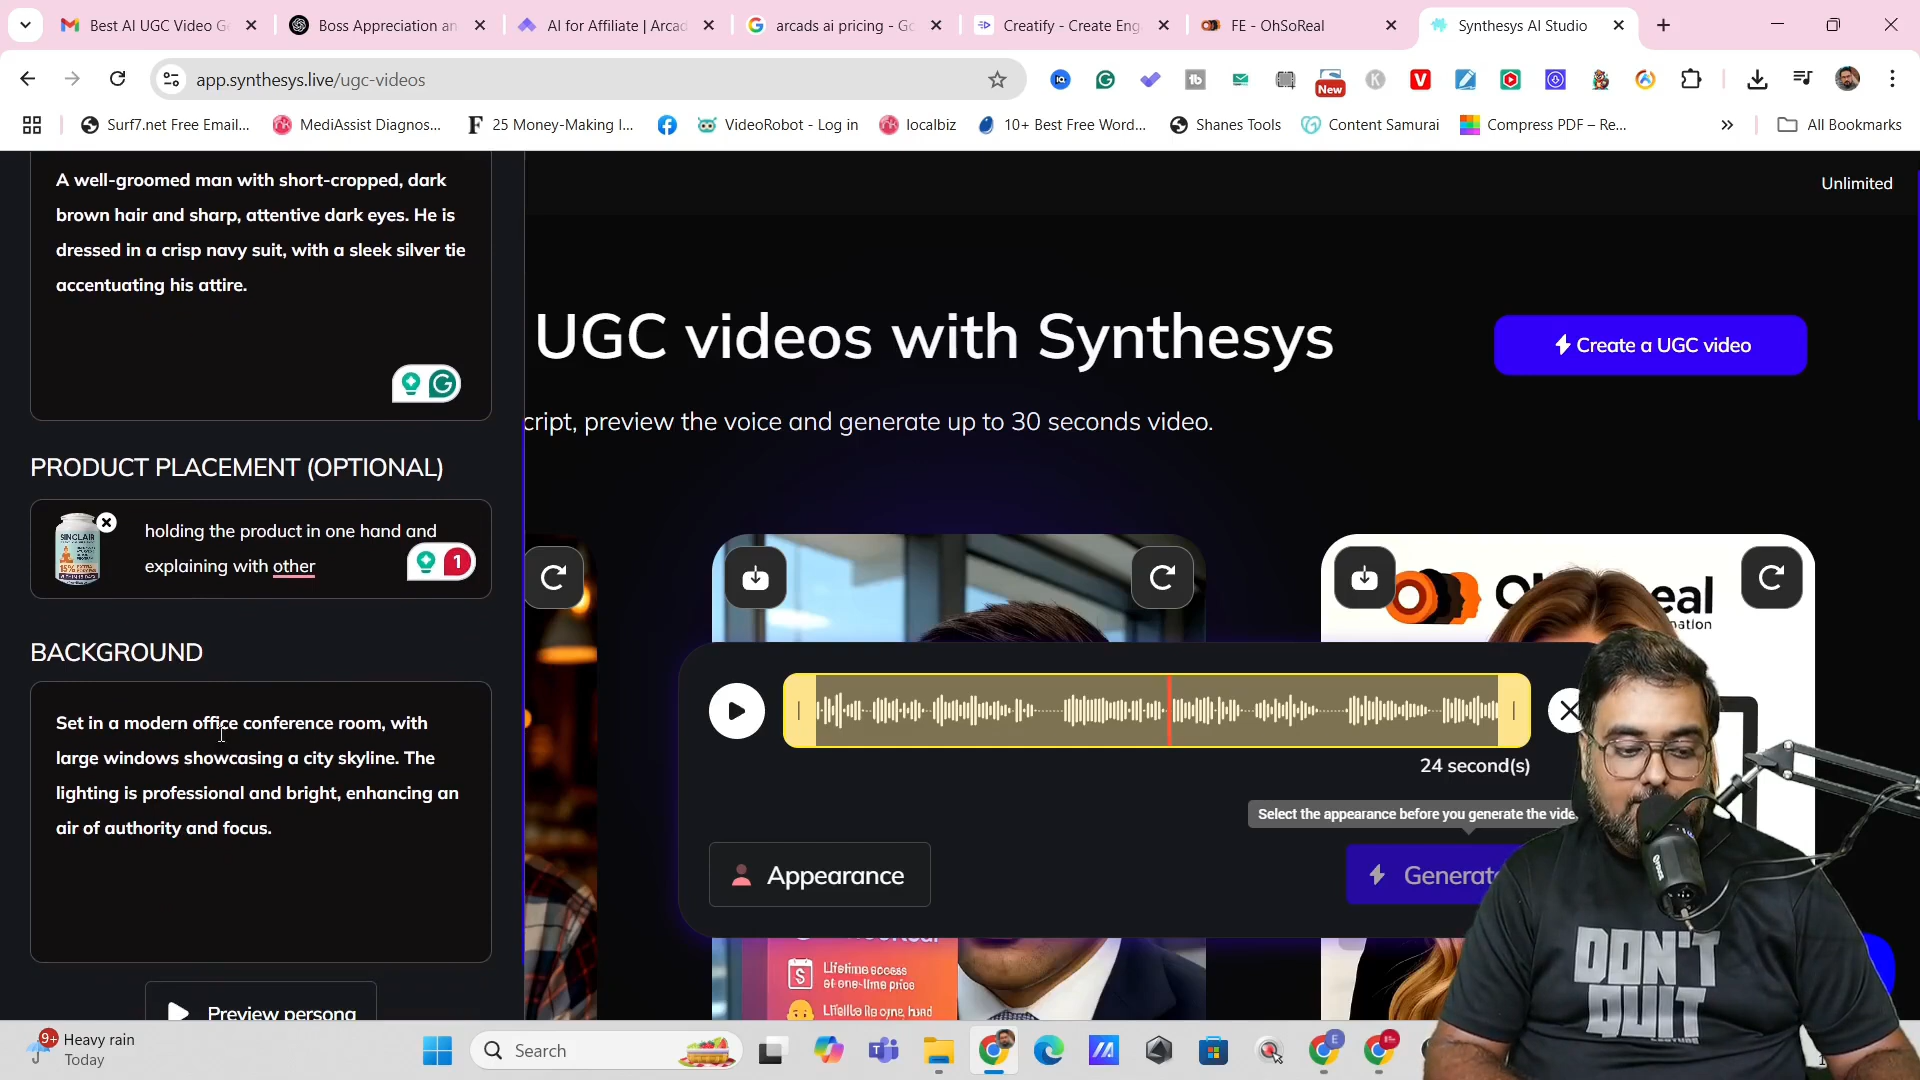 Best AI UGC Video G
Boss Appreciation an
AI for Affiliate | Arcad
arcads ai pricing - Go
Creatify - Create Eng
FE - OhSoReal
Synthesys AI Studio
app.synthesys.live/ugc-videos
New
Surf7.net Free Email...
MediAssist Diagnos...
25 Money-Making I...
VideoRobot - Log in
localbiz
10+ Best Free Word...
Shanes Tools
Content Samurai
Compress PDF – Re...
All Bookmarks
A well-groomed man with short-cropped, dark
brown hair and sharp, attentive dark eyes. He is
dressed in a crisp navy suit, with a sleek silver tie
accentuating his attire.
PRODUCT PLACEMENT (OPTIONAL)
SINCLAIR
15%
holding the product in one hand and
explaining with other
1
BACKGROUND
Set in a modern office conference room, with
large windows showcasing a city skyline. The
lighting is professional and bright, enhancing an
air of authority and focus.
Preview persona
Unlimited
UGC videos with Synthesys
Create a UGC video
cript, preview the voice and generate up to 30 seconds video.
24 second(s)
Select the appearance before you generate the vide
Appearance
Generat
Lifetime access
at one-time price
DON'T
QUIT
9+
Heavy rain
Today
Search